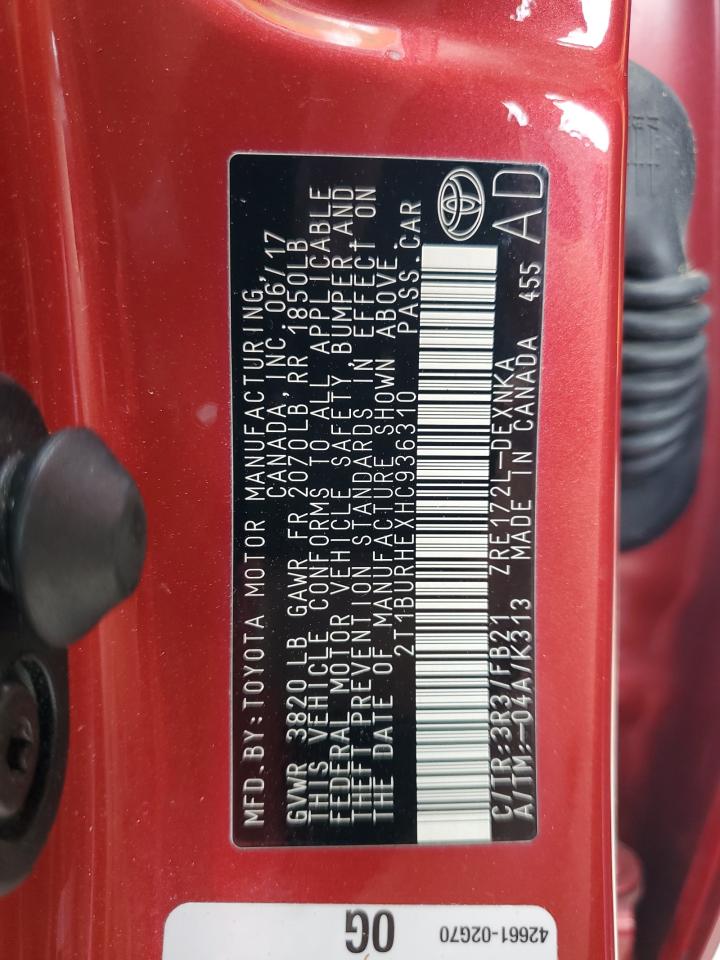 MFD.BY:TOYOTA MOTOR MANUFACTURING,
CANADA,INC. 06/17
GVWR 3820 LB GAWR FR 2070LB RR 1850LB
THIS VEHICLE CONFORMS TO ALL APPLICABLE
FEDERAL MOTOR VEHICLE SAFETY, BUMPER,AND
THEFT PREVENTION STANDARDS IN EFFECT ON
THE DATE OF MANUFACTURE SHOWN ABOVE.
2T1BURHEXHC936310 PASS.CAR
C/TR:3R3/FB21 ZRE172L-DEXNKA
A/TM:-04A/K313 MADE IN CANADA 455 AD
0G
42661-02G70